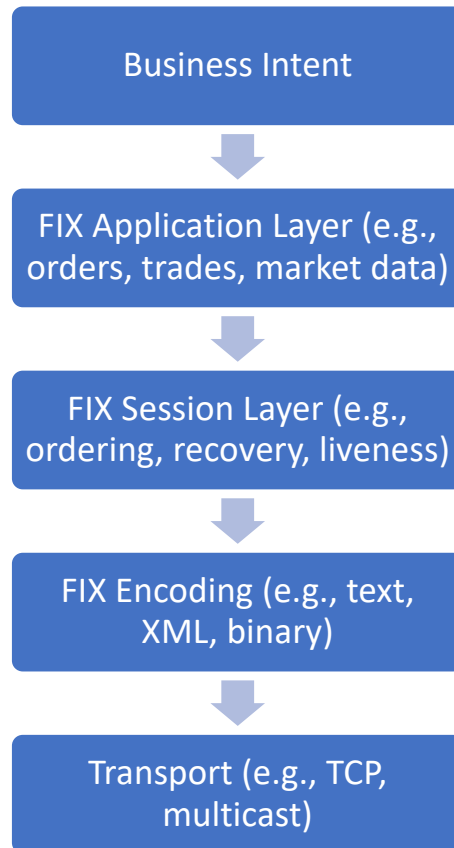 Business Intent
FIX Application Layer (e.g.,
orders, trades, market data)
FIX Session Layer (e.g.,
ordering, recovery, liveness)
FIX Encoding (e.g., text,
XML, binary)
Transport (e.g., TCP,
multicast)